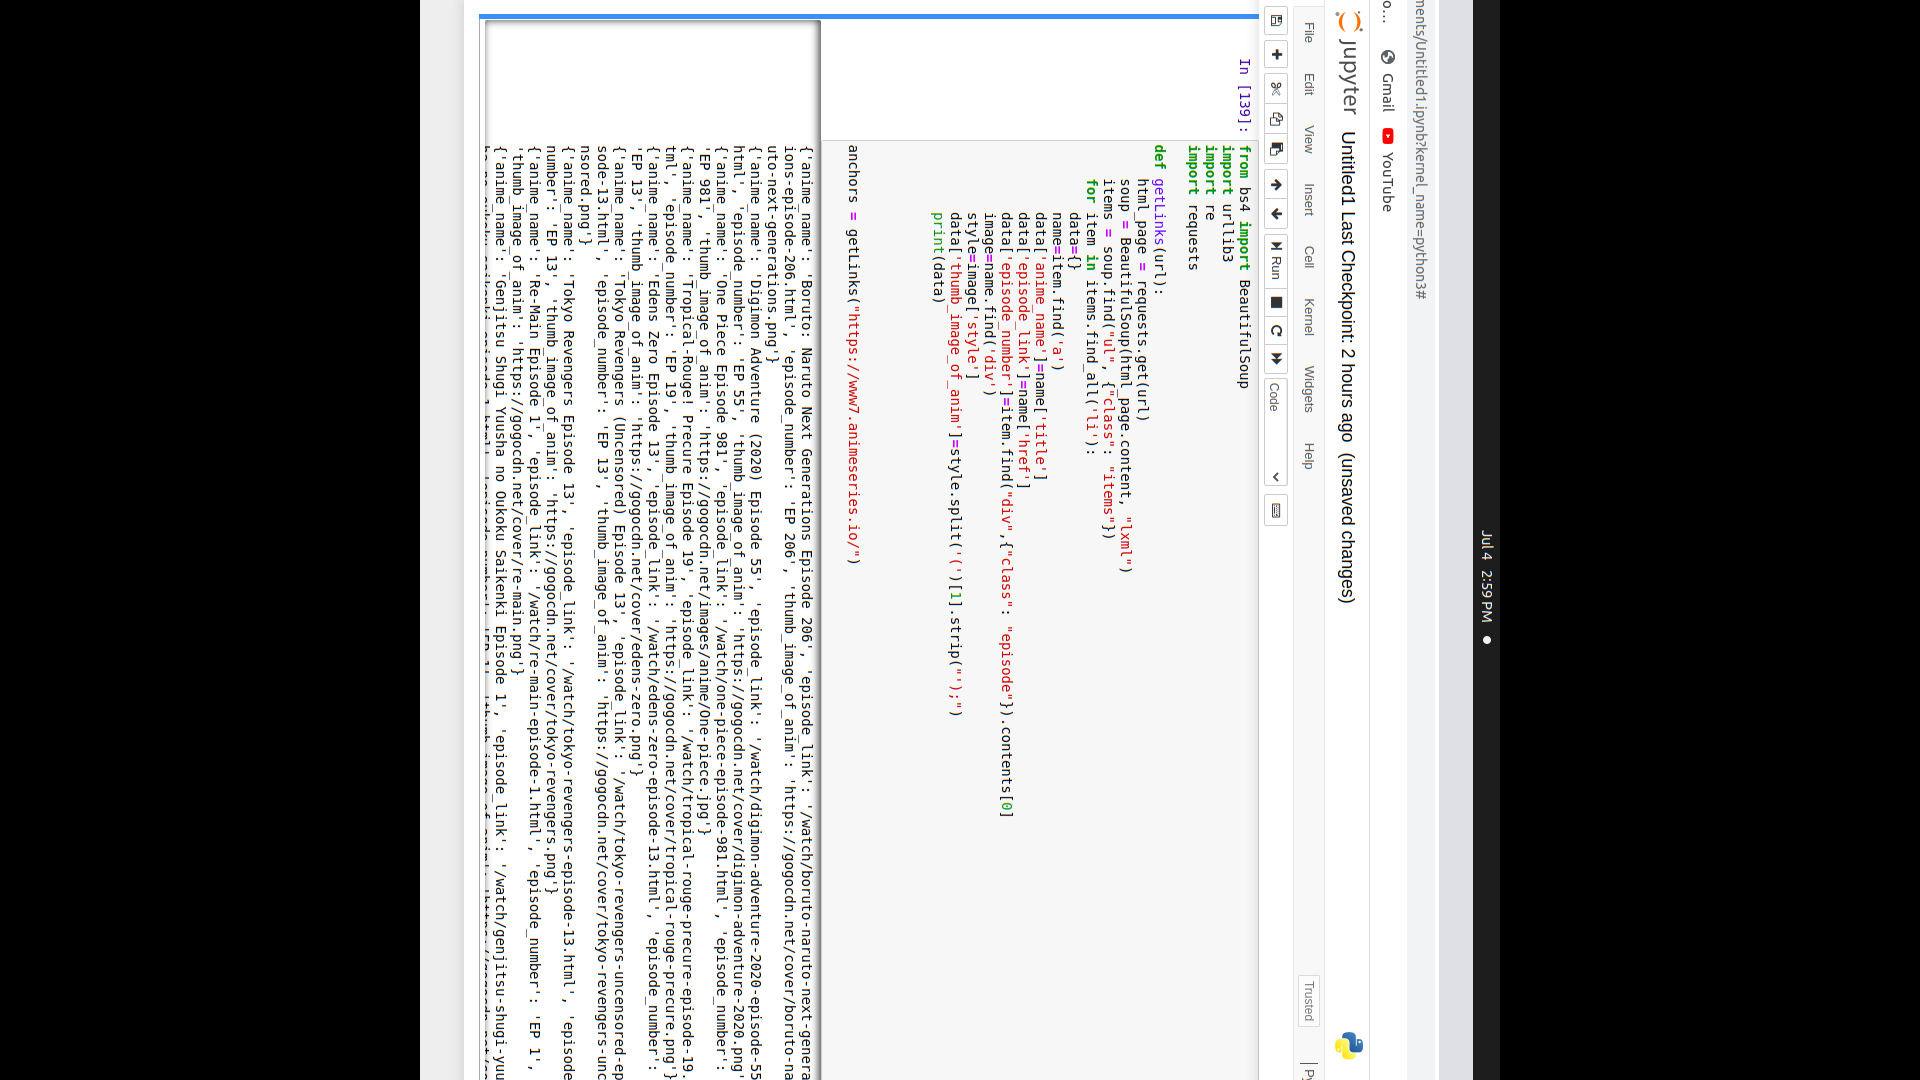 Jul 4 2:59 PM
ments/Untitled1.ipynb?kernel_name=python3#
o... Gmail YouTube
jupyter Untitled1 Last Checkpoint: 2 hours ago (unsaved changes)
File Edit View Insert Cell Kernel Widgets Help Trusted
Run Code
In [139]: from bs4 import BeautifulSoup
import urllib3
import re
import requests
def getLinks(url):
html_page = requests.get(url)
soup = BeautifulSoup(html_page.content, "lxml")
items = soup.find("ul", {"class": "items"})
for item in items.find_all('li'):
data={}
name=item.find('a')
data['anime_name']=name['title']
data['episode_link']=name['href']
data['episode_number']=item.find("div",{"class": "episode"}).contents[0]
image=name.find('div')
style=image['style']
data['thumb_image_of_anim']=style.split('(')[1].strip("');")
print(data)
anchors = getLinks("https://ww7.animeseries.io/")
{'anime_name': 'Boruto: Naruto Next Generations Episode 206', 'episode_link': '/watch/boruto-naruto-next-genera
ions-episode-206.html', 'episode_number': 'EP 206', 'thumb_image_of_anim': 'https://gogocdn.net/cover/boruto-na
uto-next-generations.png'}
{'anime_name': 'Digimon Adventure (2020) Episode 55', 'episode_link': '/watch/digimon-adventure-2020-episode-55
html', 'episode_number': 'EP 55', 'thumb_image_of_anim': 'https://gogocdn.net/cover/digimon-adventure-2020.png'
{'anime_name': 'One Piece Episode 981', 'episode_link': '/watch/one-piece-episode-981.html', 'episode_number':
'EP 981', 'thumb_image_of_anim': 'https://gogocdn.net/images/anime/One-piece.jpg'}
{'anime_name': 'Tropical-Rouge! Precure Episode 19', 'episode_link': '/watch/tropical-rouge-precure-episode-19.
tml', 'episode_number': 'EP 19', 'thumb_image_of_anim': 'https://gogocdn.net/cover/tropical-rouge-precure.png'}
{'anime_name': 'Edens Zero Episode 13', 'episode_link': '/watch/edens-zero-episode-13.html', 'episode_number':
'EP 13', 'thumb_image_of_anim': 'https://gogocdn.net/cover/edens-zero.png'}
{'anime_name': 'Tokyo Revengers (Uncensored) Episode 13', 'episode_link': '/watch/tokyo-revengers-uncensored-ep
sode-13.html', 'episode_number': 'EP 13', 'thumb_image_of_anim': 'https://gogocdn.net/cover/tokyo-revengers-unc
nsored.png'}
{'anime_name': 'Tokyo Revengers Episode 13', 'episode_link': '/watch/tokyo-revengers-episode-13.html', 'episode
number': 'EP 13', 'thumb_image_of_anim': 'https://gogocdn.net/cover/tokyo-revengers.png'}
{'anime_name': 'Re-Main Episode 1', 'episode_link': '/watch/re-main-episode-1.html', 'episode_number': 'EP 1',
'thumb_image_of_anim': 'https://gogocdn.net/cover/re-main.png'}
{'anime_name': 'Genjitsu Shugi Yuusha no Oukoku Saikenki Episode 1', 'episode_link': '/watch/genjitsu-shugi-yuu